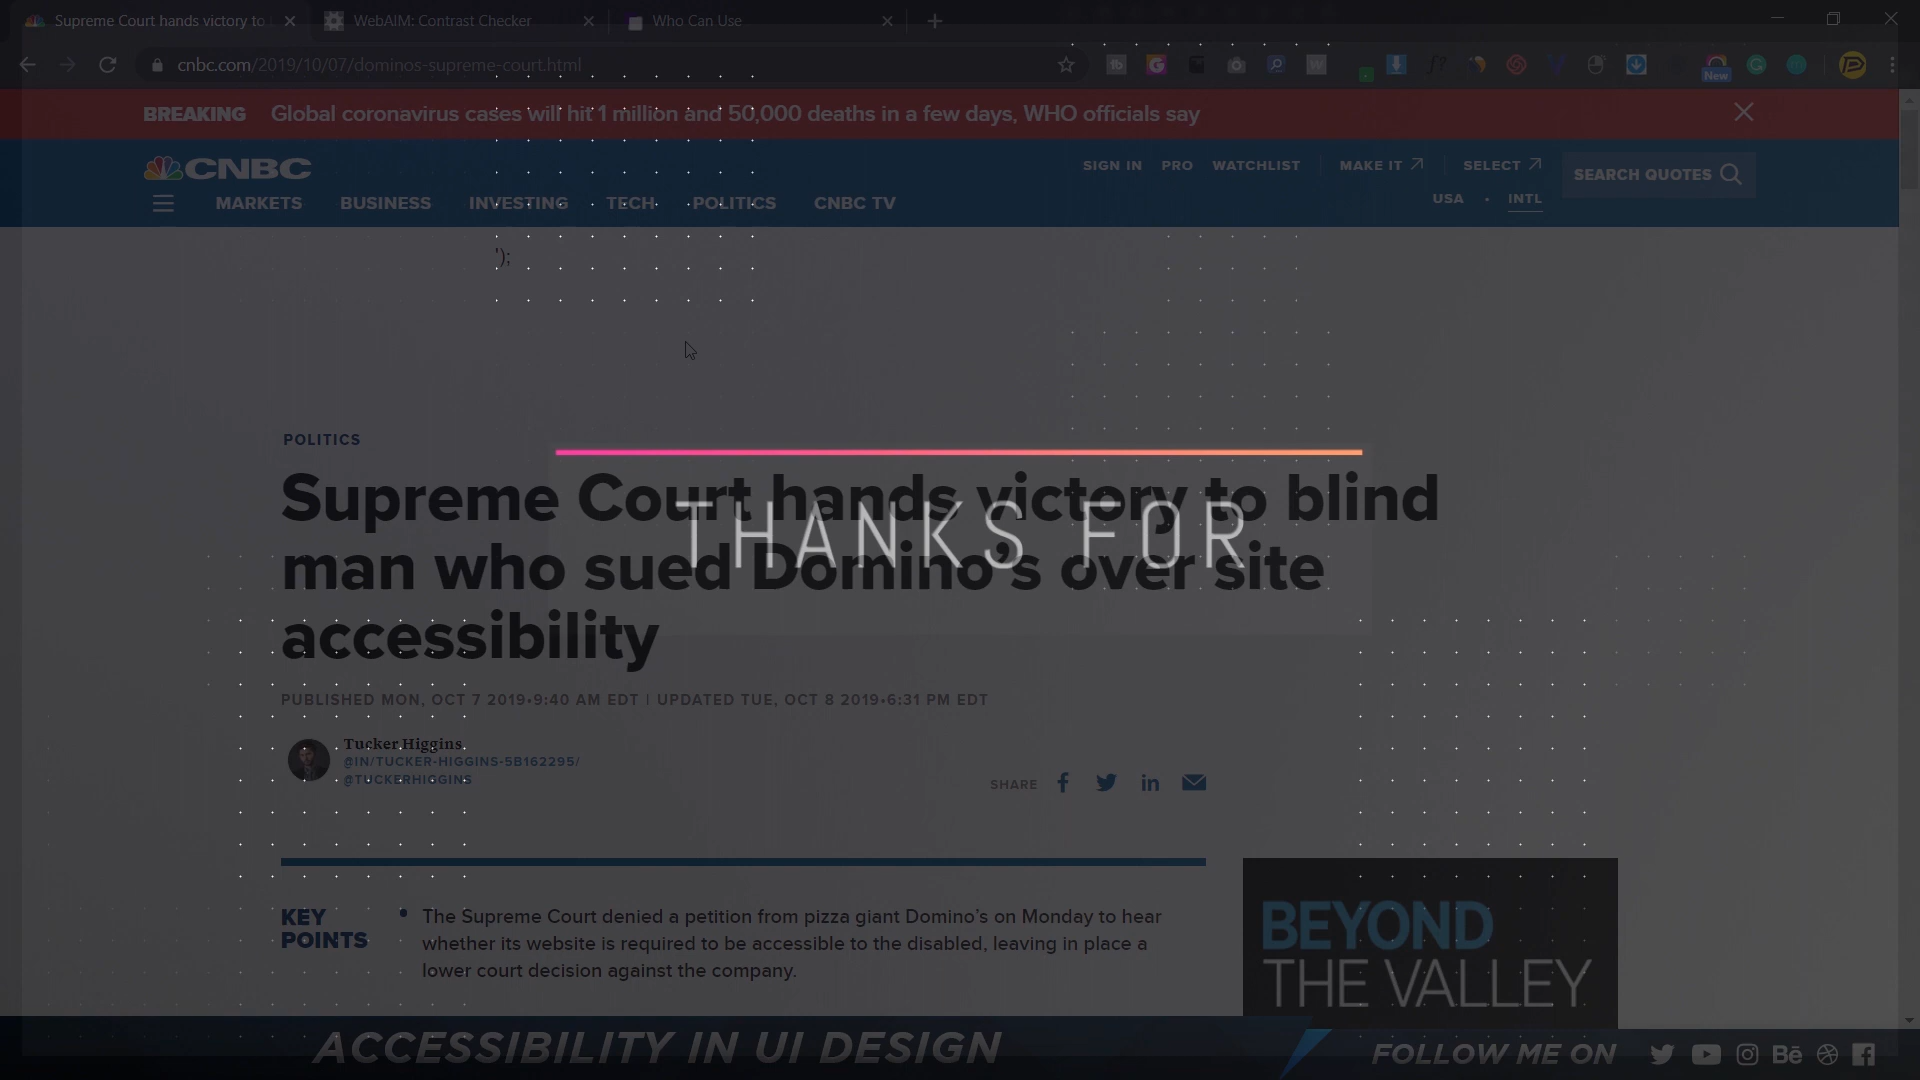 Supreme Court hands victory to
WebAIM: Contrast Checker
Who Can Use
cnbc.com/2019/10/07/dominos-supreme-court.html
New
BREAKING Global coronavirus cases will hit 1 million and 50,000 deaths in a few days, WHO officials say
CNBC
SIGN IN PRO WATCHLIST MAKE IT SELECT SEARCH QUOTES
MARKETS BUSINESS INVESTING TECH POLITICS CNBC TV
USA • INTL
');
POLITICS
Supreme Court hands victory to blind
man who sued Domino's over site
accessibility
THANKS FOR
PUBLISHED MON, OCT 7 2019•9:40 AM EDT | UPDATED TUE, OCT 8 2019•6:31 PM EDT
Tucker Higgins
@IN/TUCKER-HIGGINS-5B162295/
@TUCKERHIGGINS
SHARE
KEY
POINTS
• The Supreme Court denied a petition from pizza giant Domino's on Monday to hear
whether its website is required to be accessible to the disabled, leaving in place a
lower court decision against the company.
BEYOND
THE VALLEY
ACCESSIBILITY IN UI DESIGN
FOLLOW ME ON
Bē